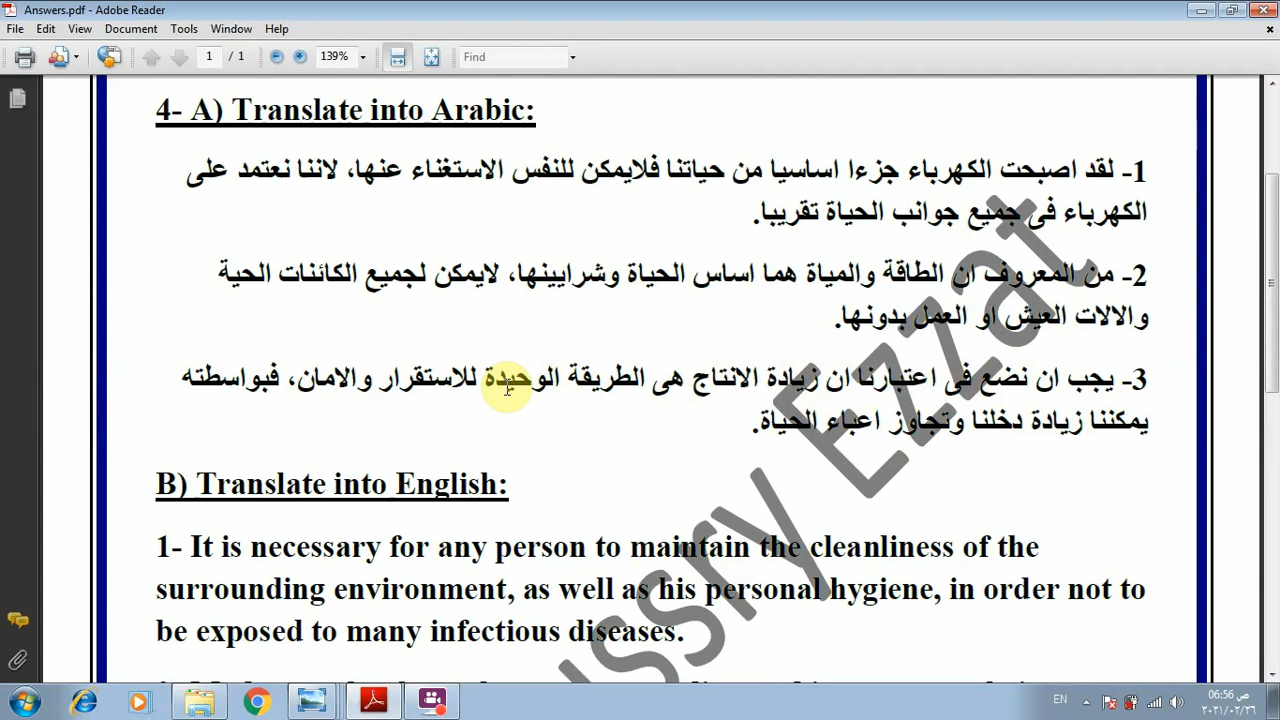 Answers.pdf - Adobe Reader
File Edit View Document Tools Window Help
1 / 1 139% Find
4- A) Translate into Arabic:
1- لقد اصبحت الكهرباء جزءا اساسيا من حياتنا فلايمكن للنفس الاستغناء عنها، لاننا نعتمد على
الكهرباء فى جميع جوانب الحياة تقريبا.
2- من المعروف ان الطاقة والمياة هما اساس الحياة وشرايينها، لايمكن لجميع الكائنات الحية
والالات العيش او العمل بدونها.
3- يجب ان نضع فى اعتبارنا ان زيادة الانتاج هى الطريقة الوحيدة للاستقرار والامان، فبواسطته
يمكننا زيادة دخلنا وتجاوز اعباء الحياة.
B) Translate into English:
1- It is necessary for any person to maintain the cleanliness of the
surrounding environment, as well as his personal hygiene, in order not to
be exposed to many infectious diseases.
ussry Ezzat
EN
06:56 ص
٢٠٢١/٠٢/٢٦